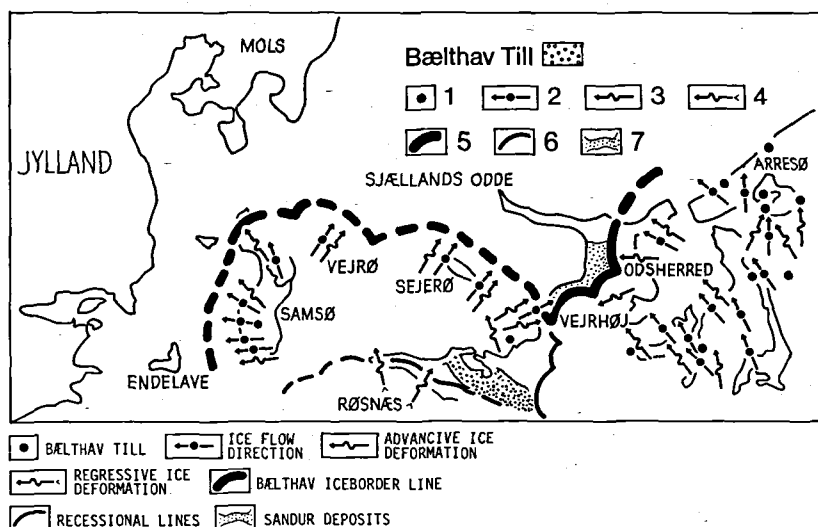 MOLS
Bælthav Till
1 2 3 4
JYLLAND
5 6 7
ARRESØ
SJÆLLANDS ODDE
VEJRØ
SEJERØ
ODSHERRED
SAMSØ
VEJRHØJ
ENDELAVE
RØSNÆS
BÆLTHAV TILL
ICE FLOW
DIRECTION
ADVANCIVE ICE
DEFORMATION
REGRESSIVE ICE
DEFORMATION
BÆLTHAV ICEBORDER LINE
RECESSIONAL LINES
SANDUR DEPOSITS